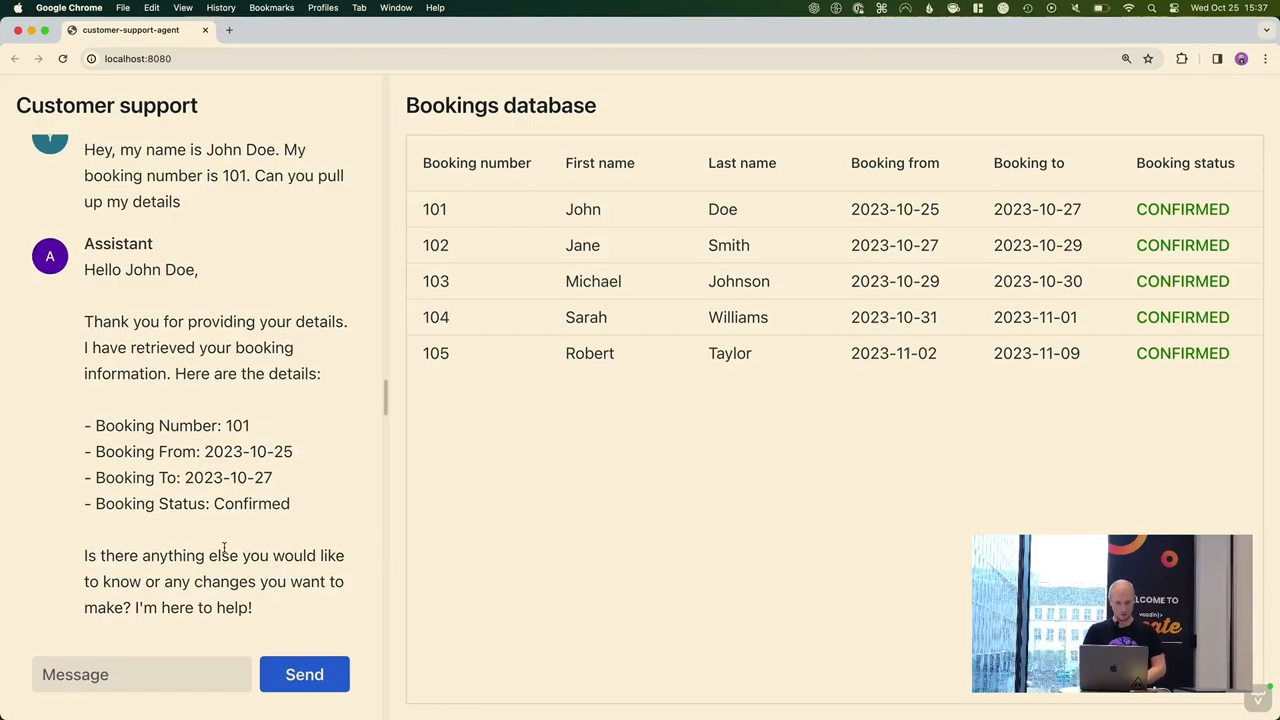 Google Chrome File Edit View History Bookmarks Profiles Tab Window Help Wed Oct 25 15:37
customer-support-agent
localhost:8080
Customer support
Hey, my name is John Doe. My
booking number is 101. Can you pull
up my details
A
Assistant
Hello John Doe,
Thank you for providing your details.
I have retrieved your booking
information. Here are the details:
- Booking Number: 101
- Booking From: 2023-10-25
- Booking To: 2023-10-27
- Booking Status: Confirmed
Is there anything else you would like
to know or any changes you want to
make? I'm here to help!
Message Send
Bookings database
Booking number First name Last name Booking from Booking to Booking status
101 John Doe 2023-10-25 2023-10-27 CONFIRMED
102 Jane Smith 2023-10-27 2023-10-29 CONFIRMED
103 Michael Johnson 2023-10-29 2023-10-30 CONFIRMED
104 Sarah Williams 2023-10-31 2023-11-01 CONFIRMED
105 Robert Taylor 2023-11-02 2023-11-09 CONFIRMED
ELCOME TO
vaadin}>